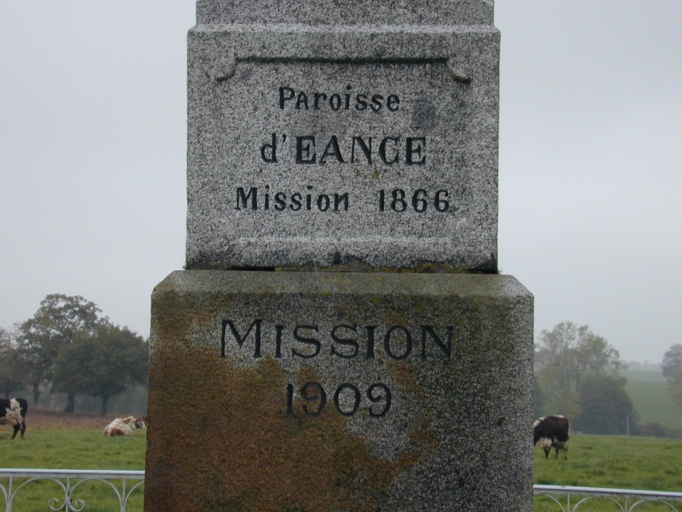 Paroisse
d'EANCE
Mission 1866
MISSION
1909